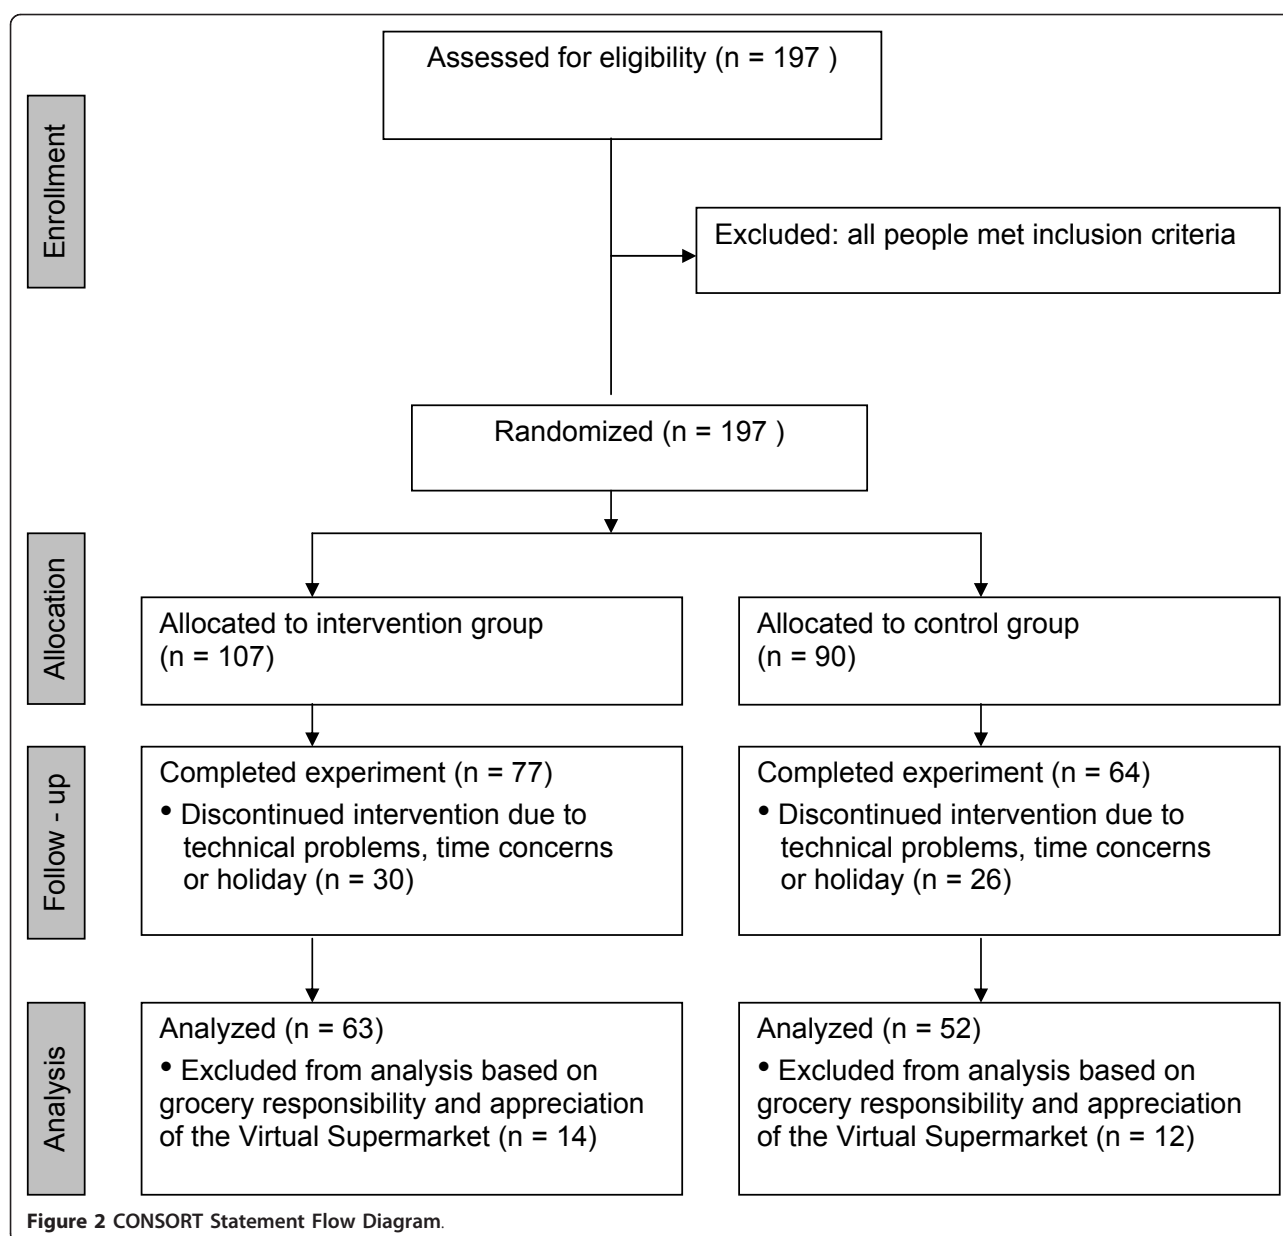 Assessed for eligibility (n = 197 )
Enrollment
Excluded: all people met inclusion criteria
Randomized (n = 197 )
Allocation
Allocated to intervention group
(n = 107)
Allocated to control group
(n = 90)
Follow - up
Completed experiment (n = 77)
• Discontinued intervention due to
technical problems, time concerns
or holiday (n = 30)
Completed experiment (n = 64)
• Discontinued intervention due to
technical problems, time concerns
or holiday (n = 26)
Analysis
Analyzed (n = 63)
• Excluded from analysis based on
grocery responsibility and appreciation
of the Virtual Supermarket (n = 14)
Analyzed (n = 52)
• Excluded from analysis based on
grocery responsibility and appreciation
of the Virtual Supermarket (n = 12)
Figure 2 CONSORT Statement Flow Diagram.